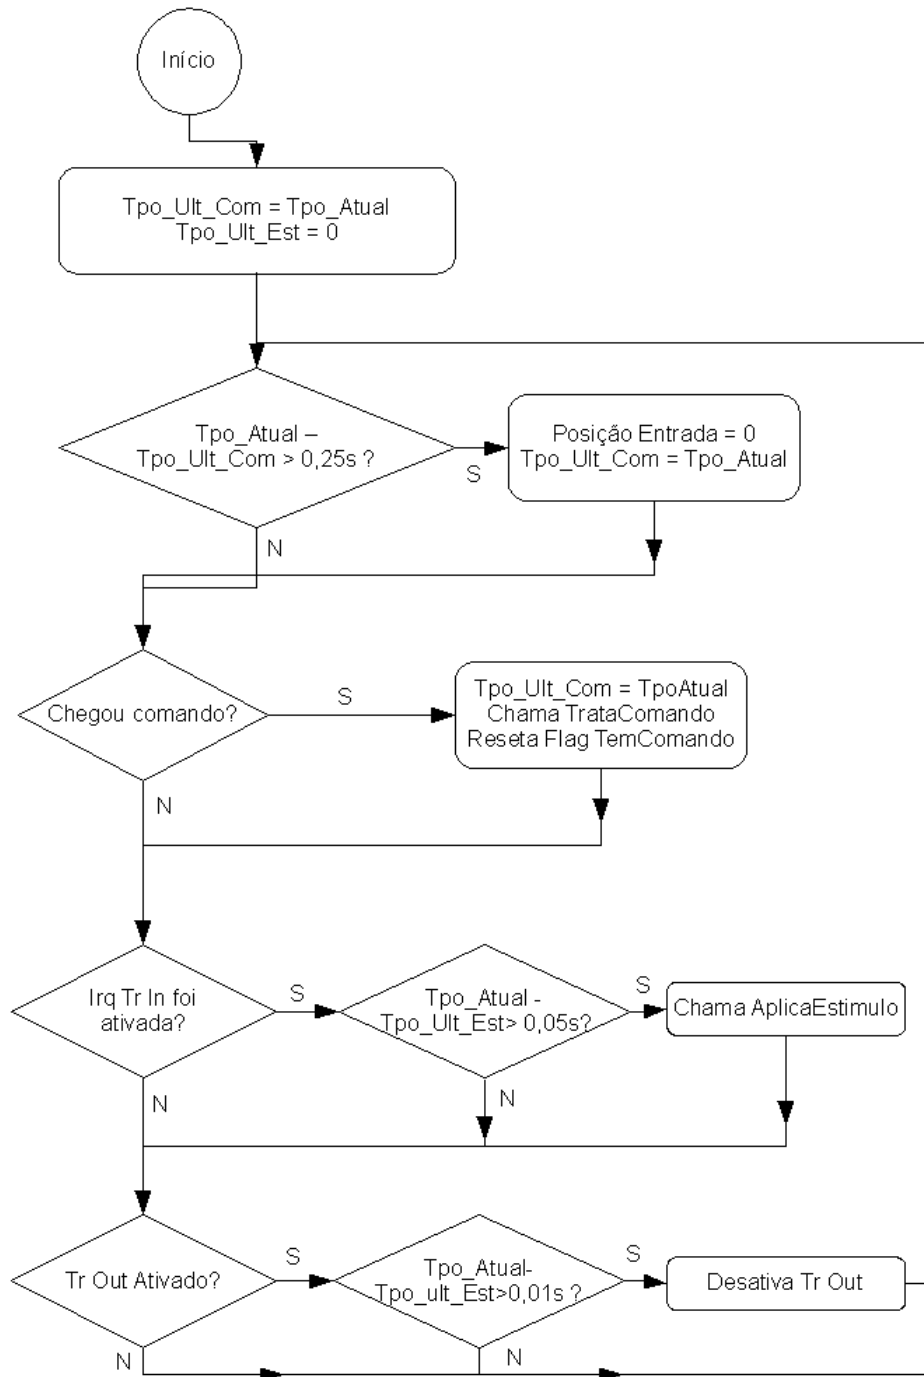 Início
Tpo_Ult_Com = Tpo_Atual
Tpo_Ult_Est = 0
Tpo_Atual –
Tpo_Ult_Com > 0,25s ?
S
Posição Entrada = 0
Tpo_Ult_Com = Tpo_Atual
N
Chegou comando?
S
Tpo_Ult_Com = TpoAtual
Chama TrataComando
Reseta Flag TemComando
N
Irq Tr In foi
ativada?
S
Tpo_Atual -
Tpo_Ult_Est> 0,05s?
S
Chama AplicaEstimulo
N
N
Tr Out Ativado?
S
Tpo_Atual-
Tpo_ult_Est>0,01s ?
S
Desativa Tr Out
N
N